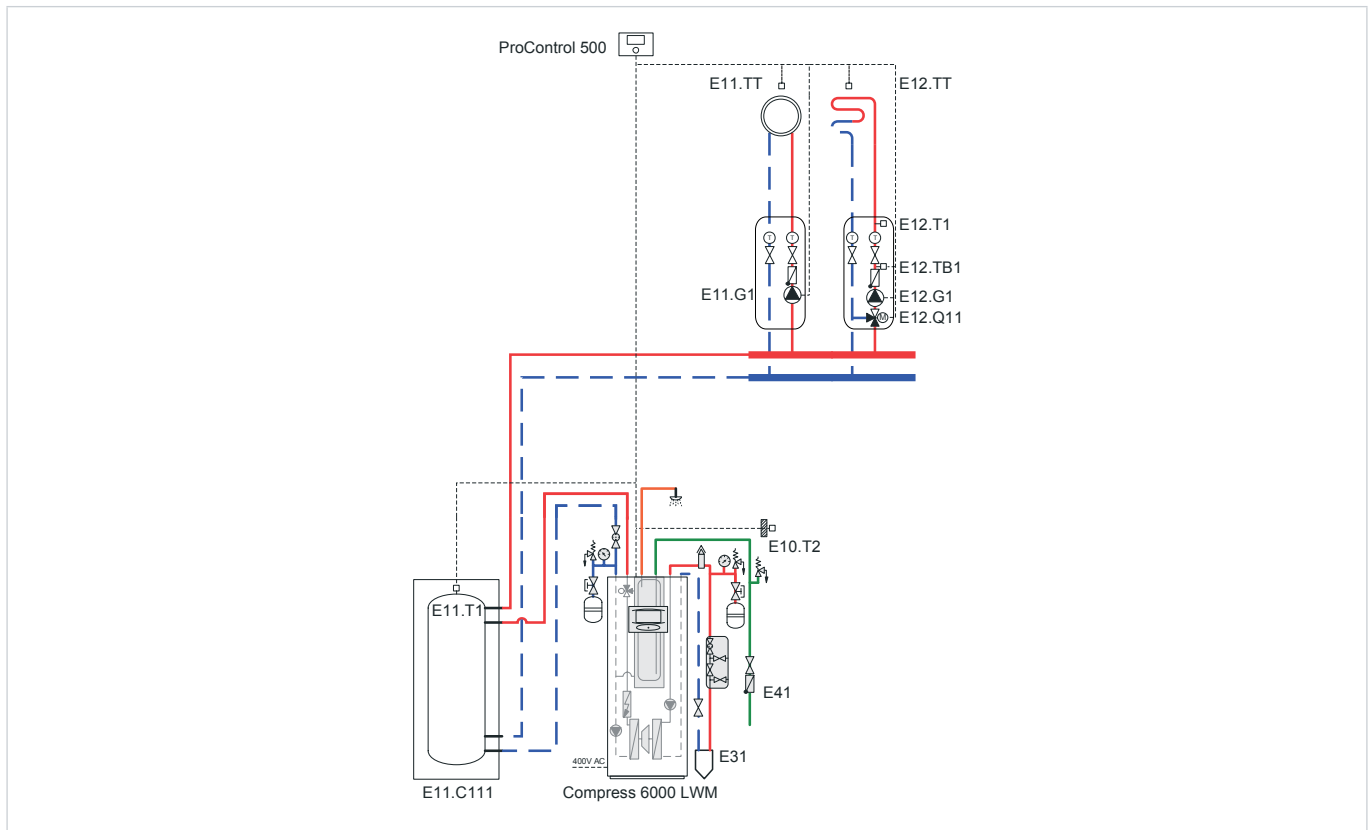 ProControl 500
E11.TT
E12.TT
T
T
T
T
E12.T1
E12.TB1
E11.G1
E12.G1
M
E12.Q11
E10.T2
E11.T1
E41
E31
400V AC
E11.C111
Compress 6000 LWM